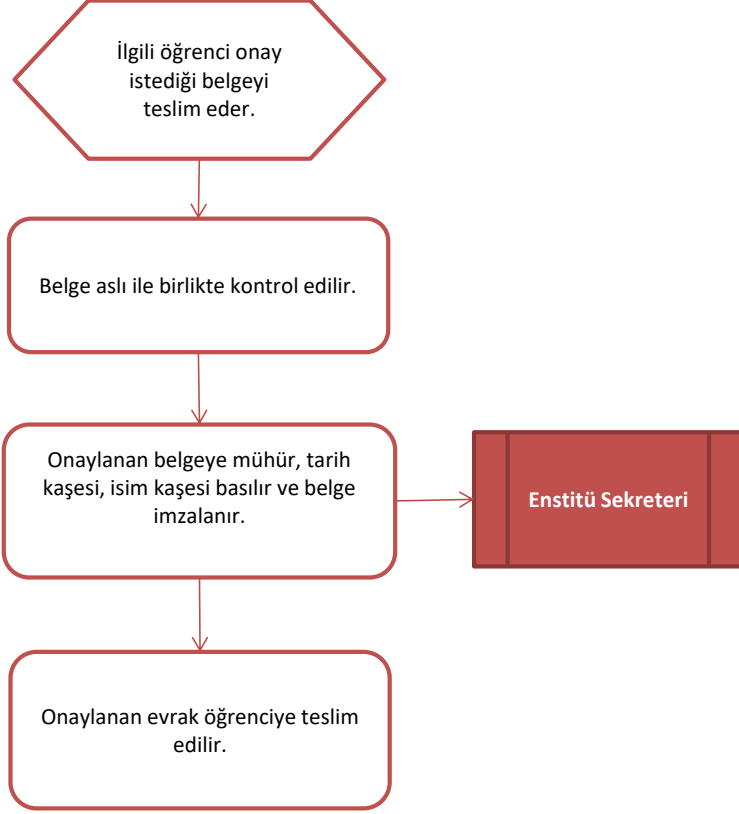 İlgili öğrenci onay
istediği belgeyi
teslim eder.
Belge aslı ile birlikte kontrol edilir.
Onaylanan belgeye mühür, tarih
kaşesi, isim kaşesi basılır ve belge
imzalanır.
Enstitü Sekreteri
Onaylanan evrak öğrenciye teslim
edilir.